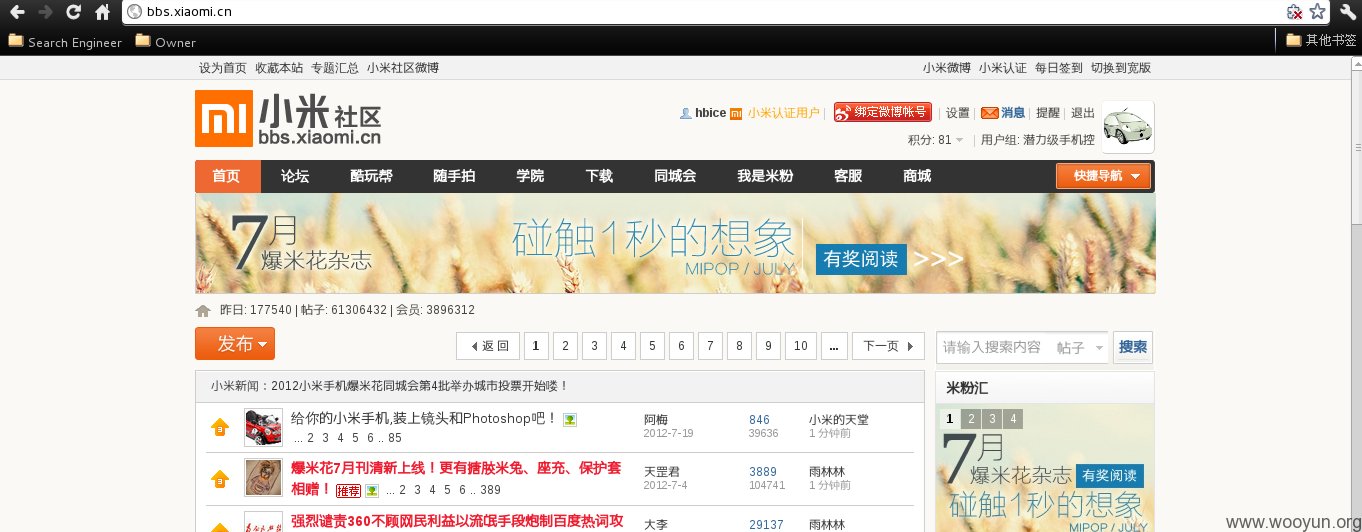 bbs.xiaomi.cn
Search Engineer Owner 其他书签
设为首页 收藏本站 专题汇总 小米社区微博 小米微博 小米认证 每日签到 切换到宽版
mi 小米社区
bbs.xiaomi.cn
hbice mi 小米认证用户 | 绑定微博帐号 | 设置 | 消息 | 提醒 | 退出
积分: 81 | 用户组: 潜力级手机控
首页 论坛 酷玩帮 随手拍 学院 下载 同城会 我是米粉 客服 商城 快捷导航
7月
爆米花杂志
碰触1秒的想象
MIPOP / JULY
有奖阅读 >>>
昨日: 177540 | 帖子: 61306432 | 会员: 3896312
发布 返 回 1 2 3 4 5 6 7 8 9 10 ... 下一页 请输入搜索内容 帖子 搜索
小米新闻：2012小米手机爆米花同城会第4批举办城市投票开始喽！
给你的小米手机,装上镜头和Photoshop吧！
... 2 3 4 5 6 .. 85
阿梅 846 小米的天堂
2012-7-19 39636 1 分钟前
爆米花7月刊清新上线！更有搪胶米兔、座充、保护套
相赠！ 推荐 ... 2 3 4 5 6 .. 389
天罡君 3889 雨林林
2012-7-4 104741 1 分钟前
强烈谴责360不顾网民利益以流氓手段炮制百度热词攻
大李 29137 雨林林
米粉汇
1 2 3 4
7月
爆米花杂志 有奖阅读
碰触1秒的想象
MIPOP / JULY
www.wooyun.org